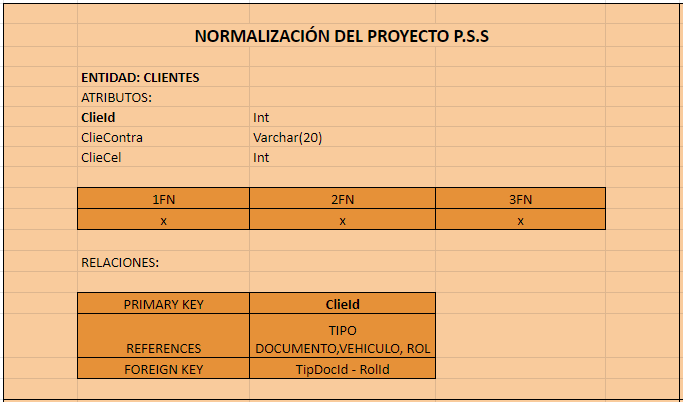 NORMALIZACIÓN DEL PROYECTO P.S.S
ENTIDAD: CLIENTES
ATRIBUTOS:
ClieId Int
ClieContra Varchar(20)
ClieCel Int
1FN 2FN 3FN
x x x
RELACIONES:
PRIMARY KEY ClieId
TIPO
REFERENCES DOCUMENTO,VEHICULO, ROL
FOREIGN KEY TipDocId - RolId